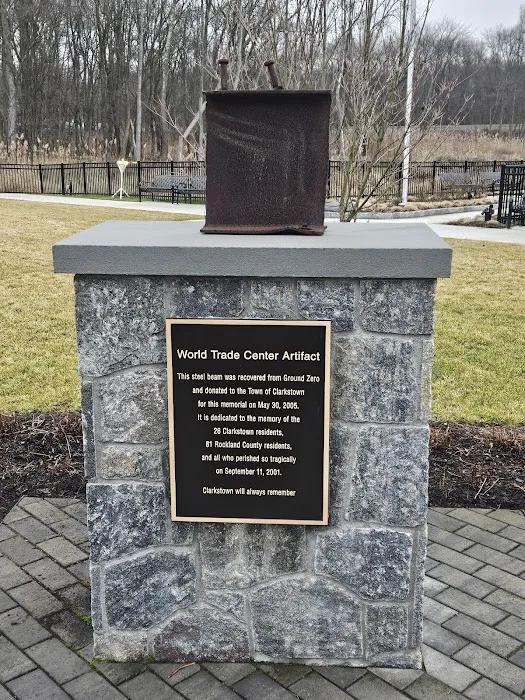 World Trade Center Artifact
This steel beam was recovered from Ground Zero
and donated to the Town of Clarkstown
for this memorial on May 30, 2005.
It is dedicated to the memory of the
26 Clarkstown residents,
81 Rockland County residents,
and all who perished so tragically
on September 11, 2001.
Clarkstown will always remember